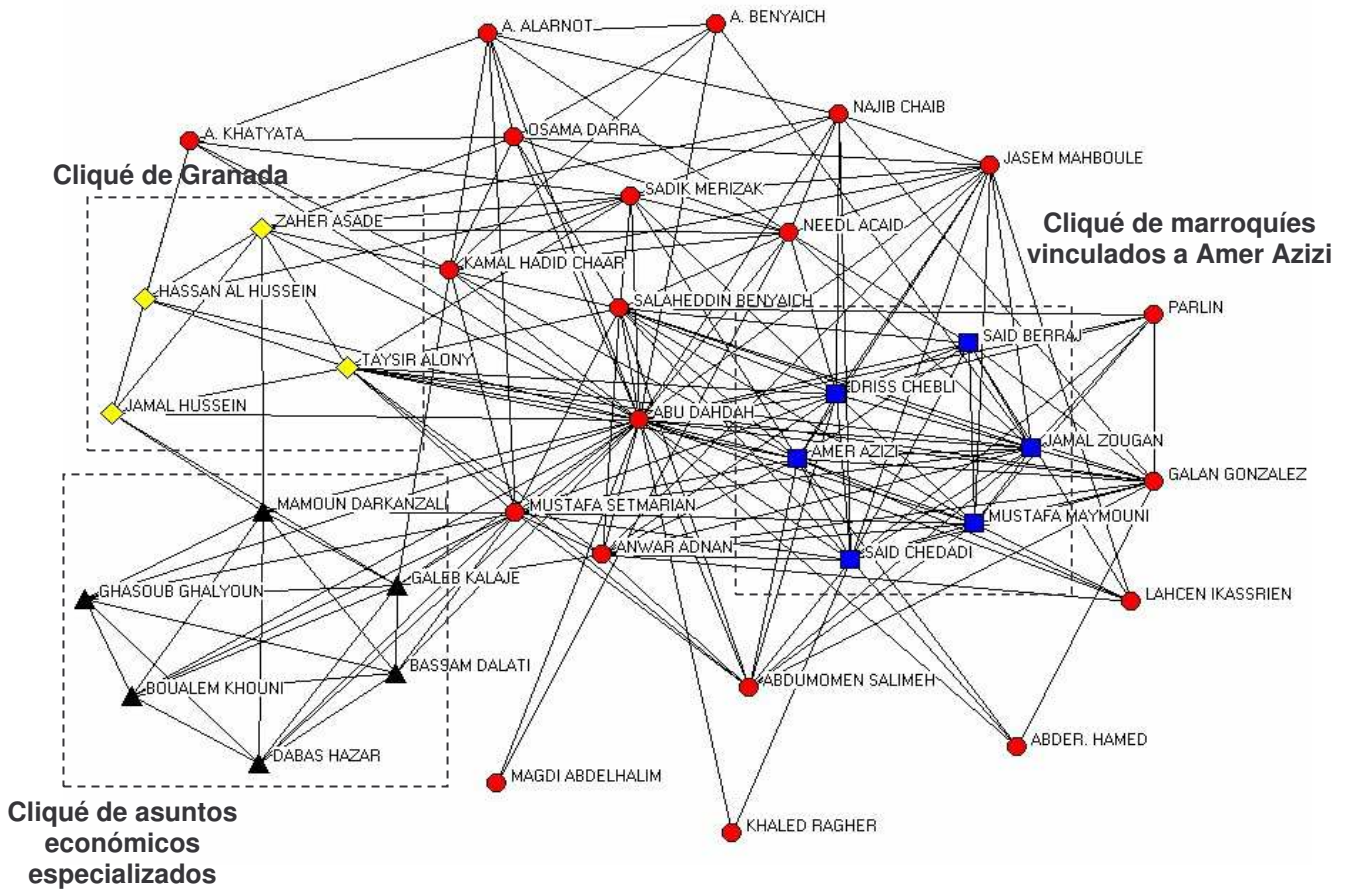 A. ALARNOT
A. BENYAICH
NAJIB CHAIB
A. KHATYATA
OSAMA DARRA
JASEM MAHBOULE
Cliqué de Granada
SADIK MERIZAK
ZAHER ASADE
NEEDL ACAID
Cliqué de marroquíes
vinculados a Amer Azizi
KAMAL HADID CHAAR
HASSAN AL HUSSEIN
SALAHEDDIN BENYAICH
PARLIN
SAID BERRAJ
TAYSIR ALONY
DRISS CHEBLI
JAMAL HUSSEIN
ABU DAHDAH
JAMAL ZOUGAN
AMER AZIZI
GALAN GONZALEZ
MAMOUN DARKANZALI
MUSTAFA SETMARIAN
MUSTAFA MAYMOUNI
ANWAR ADNAN
SAID CHEDADI
GALEB KALAJE
GHASOUB GHALYOUN
LAHCEN IKASSRIEN
BASSAM DALATI
ABDUMOMEN SALIMEH
BOUALEM KHOUNI
ABDER. HAMED
DABAS HAZAR
MAGDI ABDELHALIM
KHALED RAGHER
Cliqué de asuntos
económicos
especializados